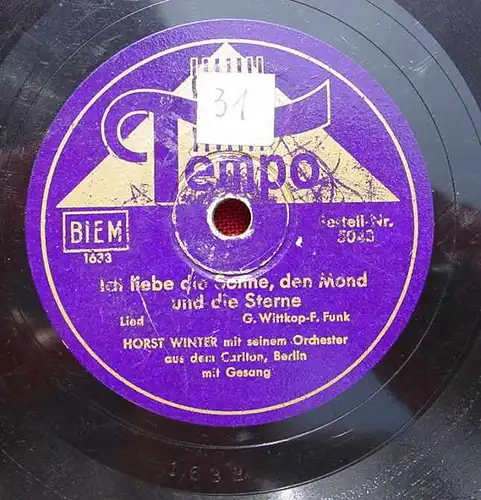 31
Tempo
BIEM
1633
Bestell-Nr.
5043
Ich liebe die Sonne, den Mond
und die Sterne
Lied G. Wittkop-F. Funk
HORST WINTER mit seinem Orchester
aus dem Carlton, Berlin
mit Gesang